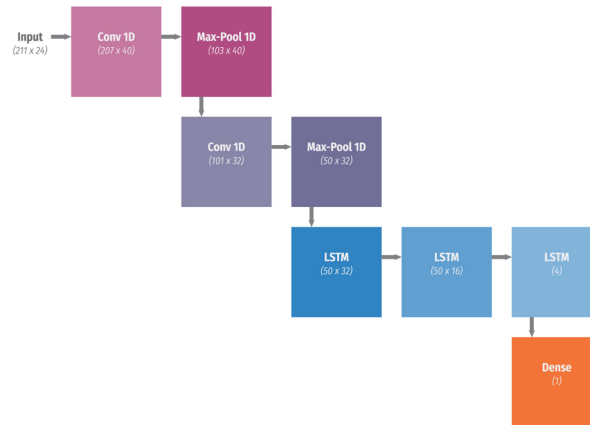 Input
(211 x 24)
Conv 1D
(207 x 40)
Max-Pool 1D
(103 x 40)
Conv 1D
(101 x 32)
Max-Pool 1D
(50 x 32)
LSTM
(50 x 32)
LSTM
(50 x 16)
LSTM
(4)
Dense
(1)